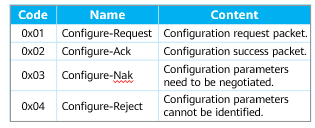 Code Name Content
0x01 Configure-Request Configuration request packet.
0x02 Configure-Ack Configuration success packet.
0x03 Configure-Nak Configuration parameters
need to be negotiated.
0x04 Configure-Reject Configuration parameters
cannot be identified.